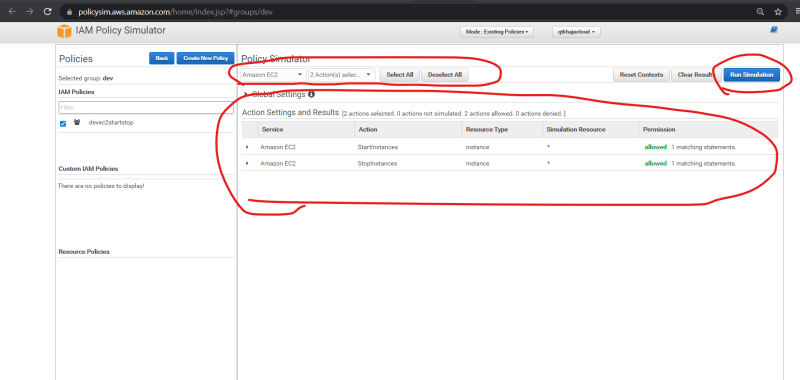 policysim.aws.amazon.com/home/index.jsp?#groups/dev
IAM Policy Simulator
Mode : Existing Policies
qtkhajacloud
Policies
Back
Create New Policy
Selected group: dev
IAM Policies
Filter
devec2startstop
Custom IAM Policies
There are no policies to display!
Resource Policies
Policy Simulator
Amazon EC2
2 Action(s) selec...
Select All
Deselect All
Reset Contexts
Clear Results
Run Simulation
Global Settings
Action Settings and Results [2 actions selected. 0 actions not simulated. 2 actions allowed. 0 actions denied. ]
Service Action Resource Type Simulation Resource Permission
Amazon EC2 StartInstances instance * allowed 1 matching statements.
Amazon EC2 StopInstances instance * allowed 1 matching statements.